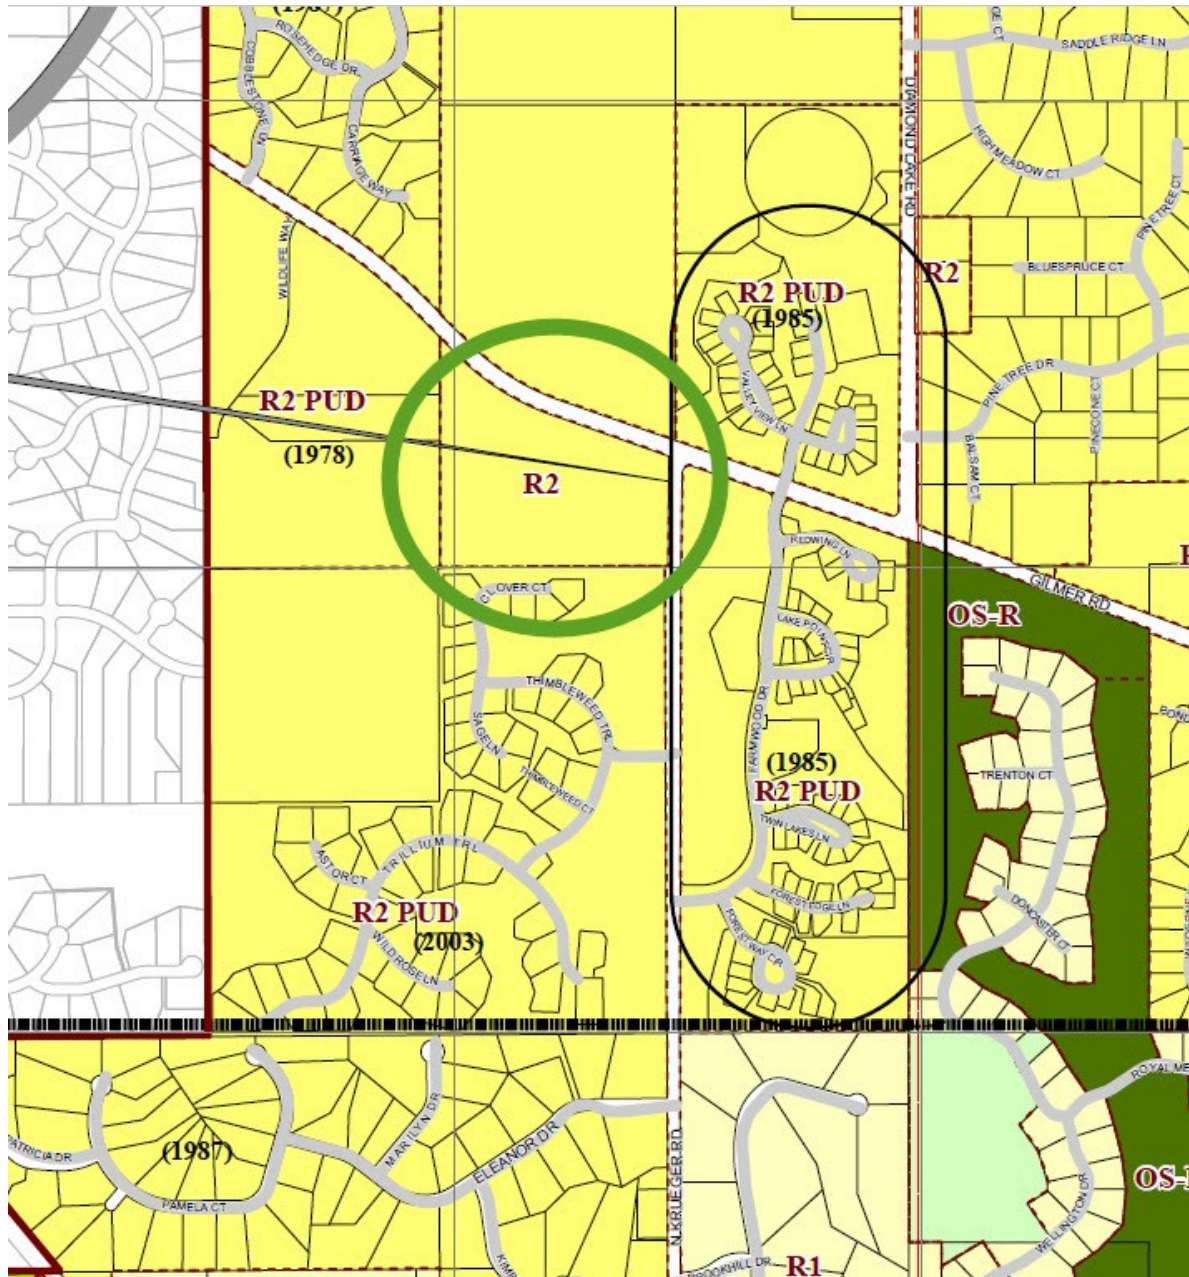 ROSEHEDGE DR
COBBLESTONE LN
CARRIAGE WAY
SADDLE RIDGE LN
DIAMOND LAKE RD
HIGH MEADOW CT
PINETREE CT
WILDLIFE WAY
BLUESPRUCE CT
R2
R2 PUD
(1985)
PINE TREE DR
VALLEY VIEW LN
PINECONE CT
BALSAM CT
R2 PUD
(1978)
R2
REDWING LN
GILMER RD
CLOVER CT
OS-R
LAKE POINT CIR
THIMBLEWEED TRL
FARMWOOD DR
SAGE LN
THIMBLEWEED CT
(1985)
R2 PUD
TRENTON CT
TWIN LAKES LN
TRILLIUM TRL
ASTOR CT
FOREST EDGE LN
R2 PUD
(2003)
WILD ROSE LN
FOREST WAY CIR
DONCASTER CT
ROYAL ME
MARILYN DR
ELEANOR DR
(1987)
PATRICIA DR
PAMELA CT
N KRUEGER RD
WELLINGTON DR
BROOKHILL DR
R1